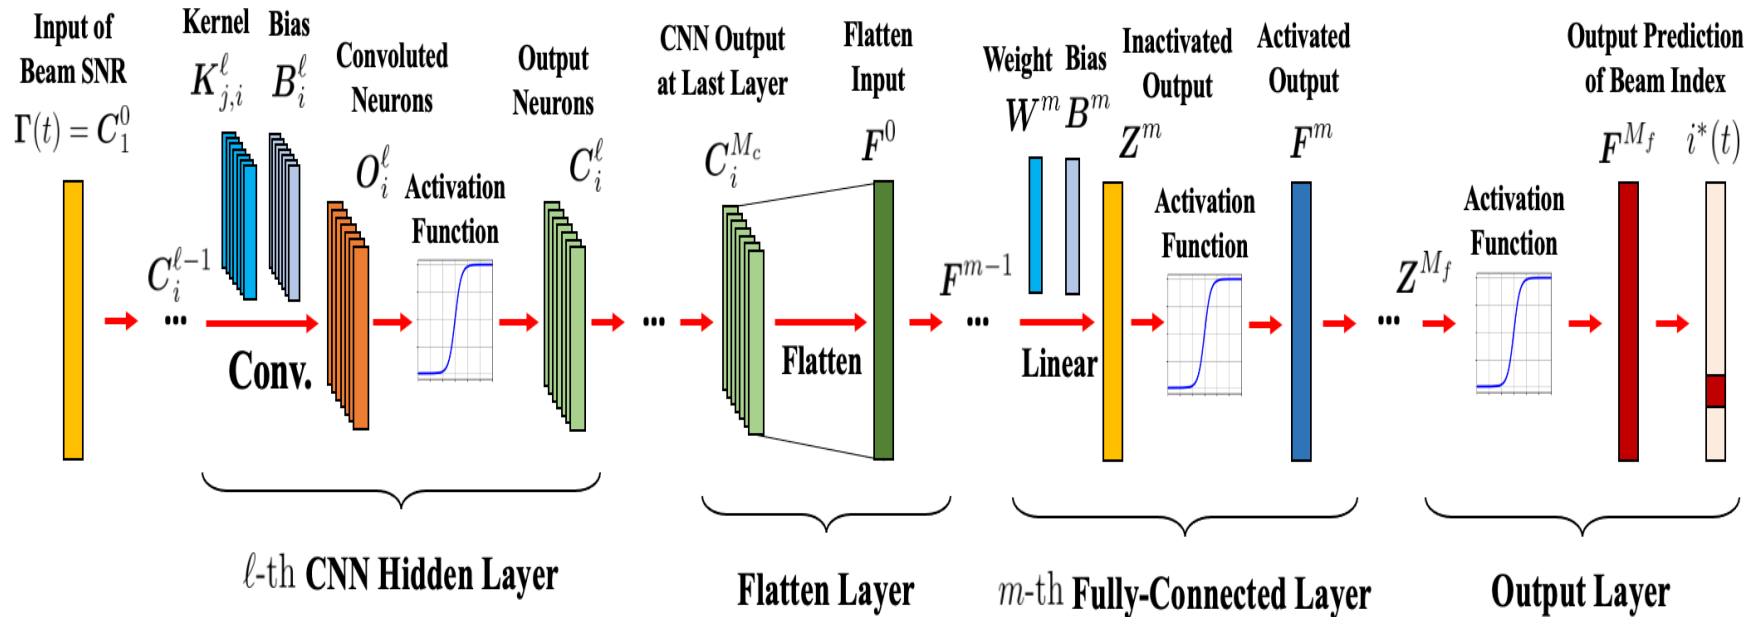 Input of
Beam SNR
Γ(t) = C_1^0
Kernel
K_{j,i}^ℓ
Bias
B_i^ℓ
Convoluted
Neurons
O_i^ℓ
Activation
Function
Output
Neurons
C_i^ℓ
C_i^{ℓ-1}
...
Conv.
ℓ-th CNN Hidden Layer
...
CNN Output
at Last Layer
C_i^{M_c}
Flatten
Input
F^0
Flatten
Flatten Layer
F^{m-1}
...
Weight
W^m
Bias
B^m
Inactivated
Output
Z^m
Linear
Activation
Function
Activated
Output
F^m
m-th Fully-Connected Layer
...
Z^{M_f}
Activation
Function
Output Prediction
of Beam Index
F^{M_f} i*(t)
Output Layer